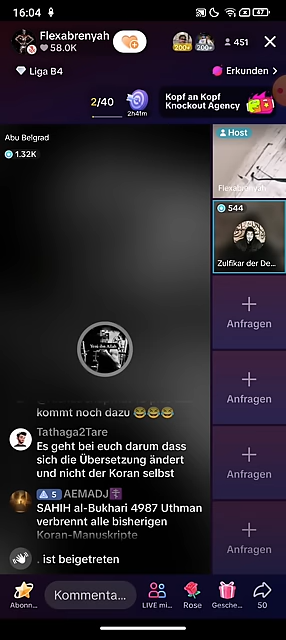 16:04
47
Flexabrenyah
58.0K
200+
200+
451
Liga B4
Erkunden >
2/40
2h41m
Kopf an Kopf
Knockout Agency
Abu Belgrad
1.32K
Host
Flexabrenyah
544
Zulfikar der De...
Anfragen
Anfragen
Anfragen
Anfragen
kommt noch dazu 😂😂😂
Tathaga2Tare
Es geht bei euch darum dass
sich die Übersetzung ändert
und nicht der Koran selbst
5 AEMADJ☦️
SAHIH al-Bukhari 4987 Uthman
verbrennt alle bisherigen
Koran-Manuskripte
. ist beigetreten
Abonn...
Kommenta...
LIVE mi...
Rose
Gesche...
50